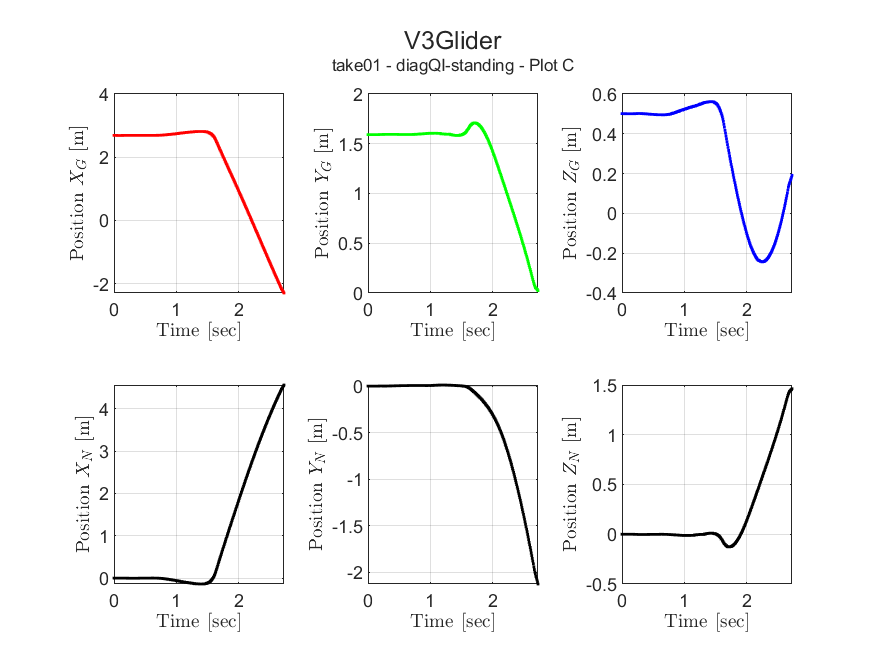 V3Glider
take01 - diagQI-standing - Plot C
Position X_G [m]
4
2
0
-2
0 1 2
Time [sec]
Position Y_G [m]
2
1.5
1
0.5
0
0 1 2
Time [sec]
Position Z_G [m]
0.6
0.4
0.2
0
-0.2
-0.4
0 1 2
Time [sec]
Position X_N [m]
4
3
2
1
0
0 1 2
Time [sec]
Position Y_N [m]
0
-0.5
-1
-1.5
-2
0 1 2
Time [sec]
Position Z_N [m]
1.5
1
0.5
0
-0.5
0 1 2
Time [sec]